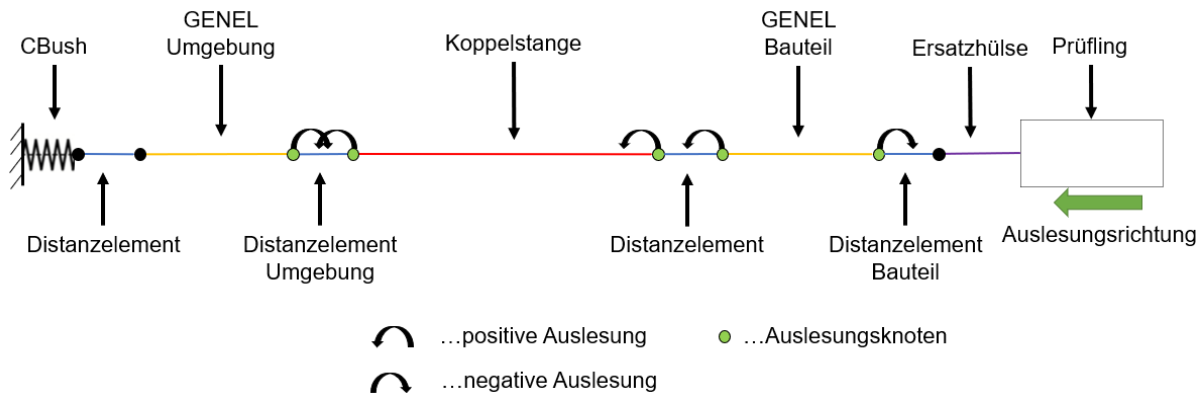 CBush
GENEL
Umgebung
Koppelstange
GENEL
Bauteil
Ersatzhülse
Prüfling
Distanzelement
Distanzelement
Umgebung
Distanzelement
Distanzelement
Bauteil
Auslesungsrichtung
...positive Auslesung
...Auslesungsknoten
...negative Auslesung